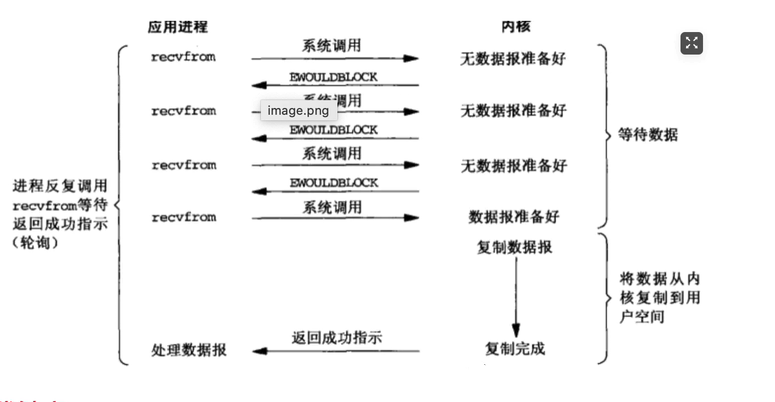 应用进程
内核
recvfrom
系统调用
无数据报准备好
EWOULDBLOCK
recvfrom
系统调用
无数据报准备好
image.png
EWOULDBLOCK
recvfrom
系统调用
无数据报准备好
等待数据
EWOULDBLOCK
recvfrom
系统调用
数据报准备好
进程反复调用
recvfrom等待
返回成功指示
(轮询)
复制数据报
将数据从内
核复制到用
户空间
处理数据报
返回成功指示
复制完成